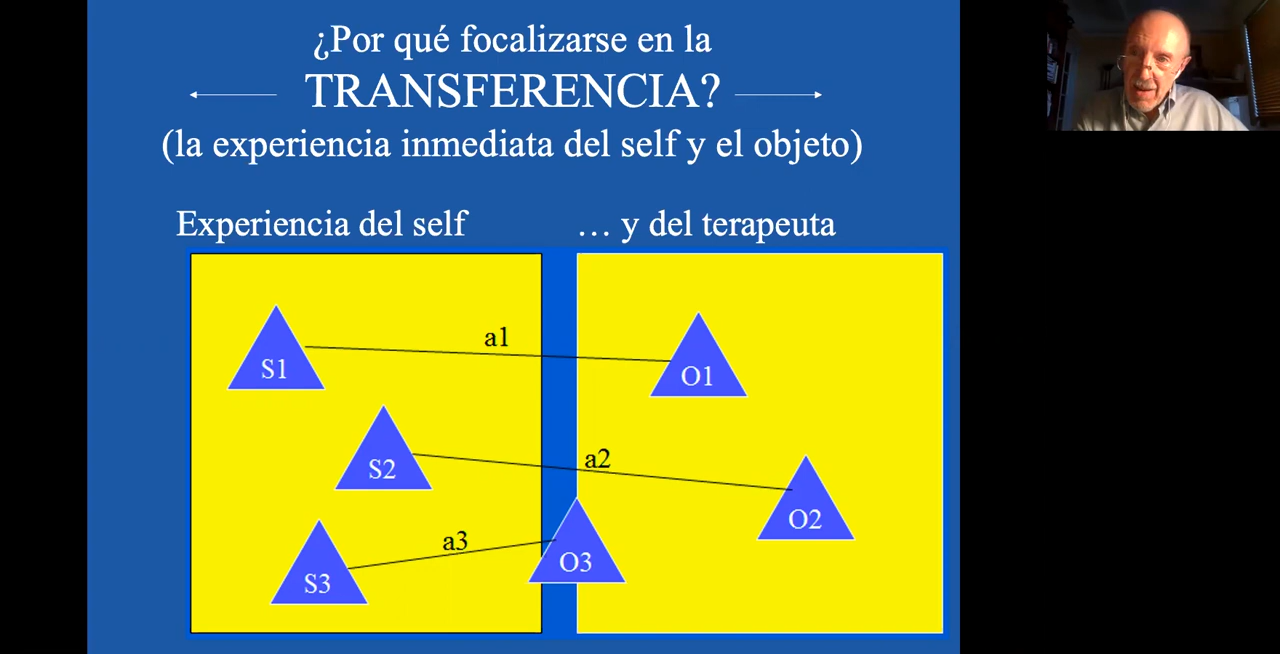 ¿Por qué focalizarse en la
TRANSFERENCIA?
(la experiencia inmediata del self y el objeto)
Experiencia del self
… y del terapeuta
a1
S1
O1
a2
S2
O2
a3
S3
O3